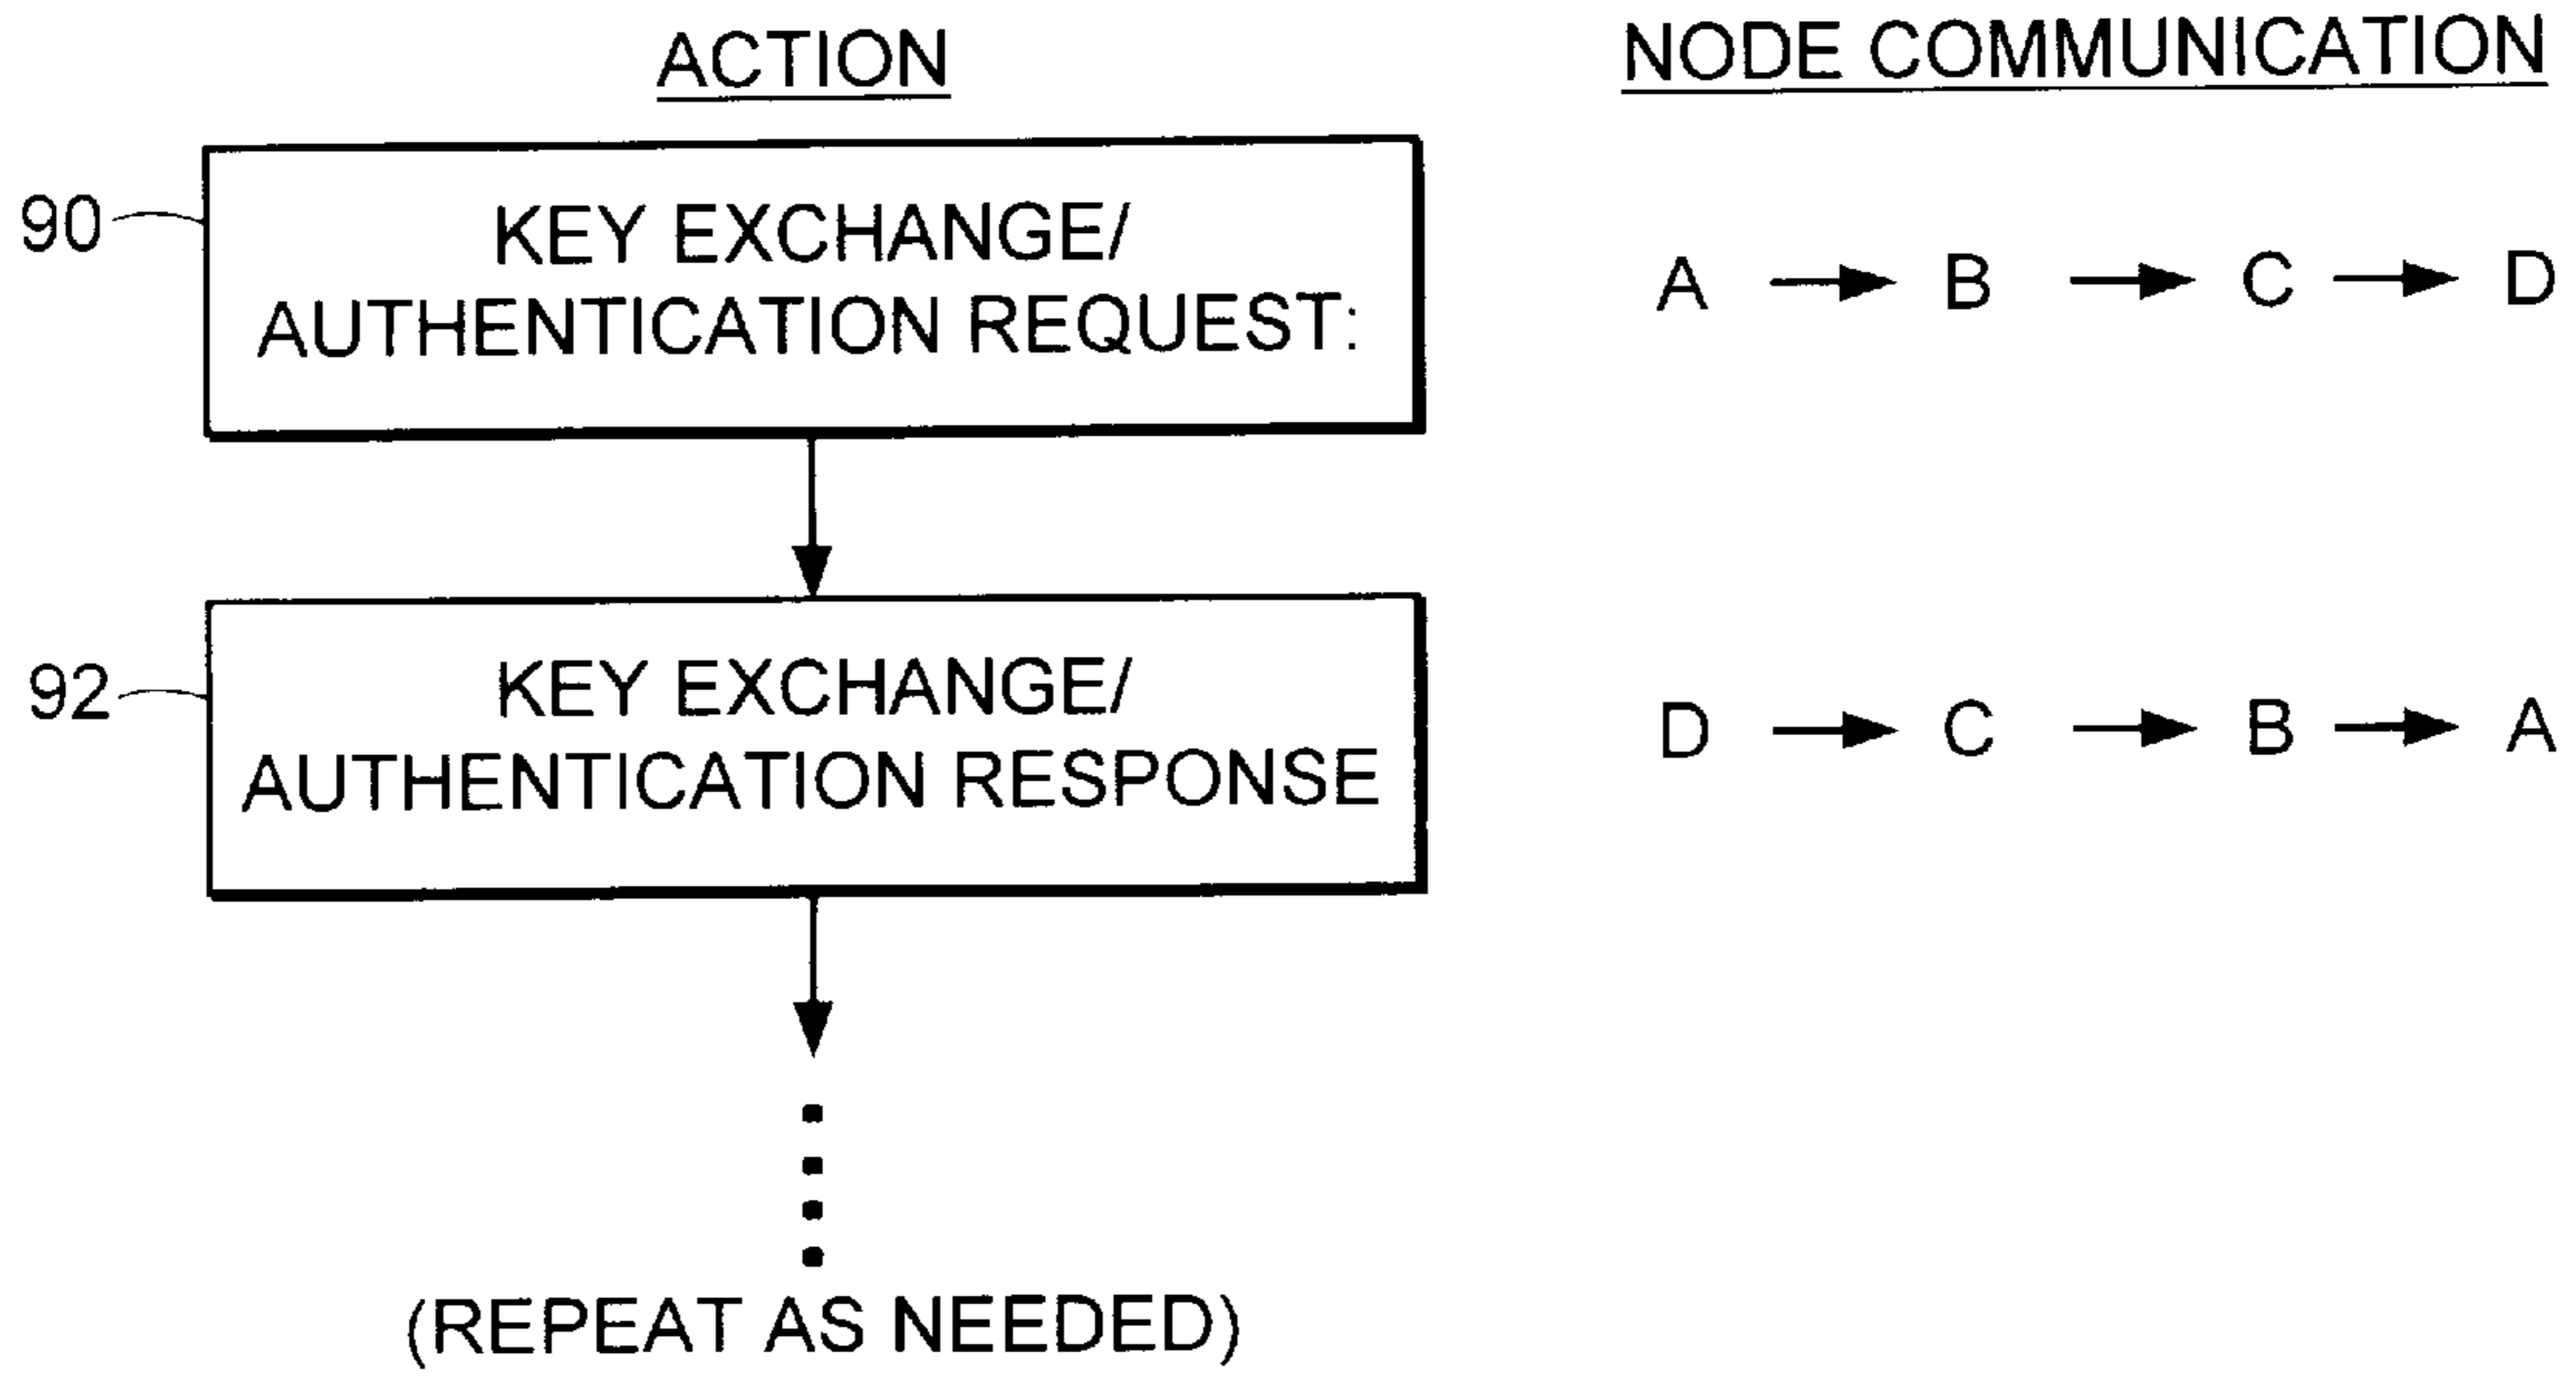 ACTION
NODE COMMUNICATION
90
KEY EXCHANGE/
AUTHENTICATION REQUEST:
A → B → C → D
92
KEY EXCHANGE/
AUTHENTICATION RESPONSE
D → C → B → A
(REPEAT AS NEEDED)